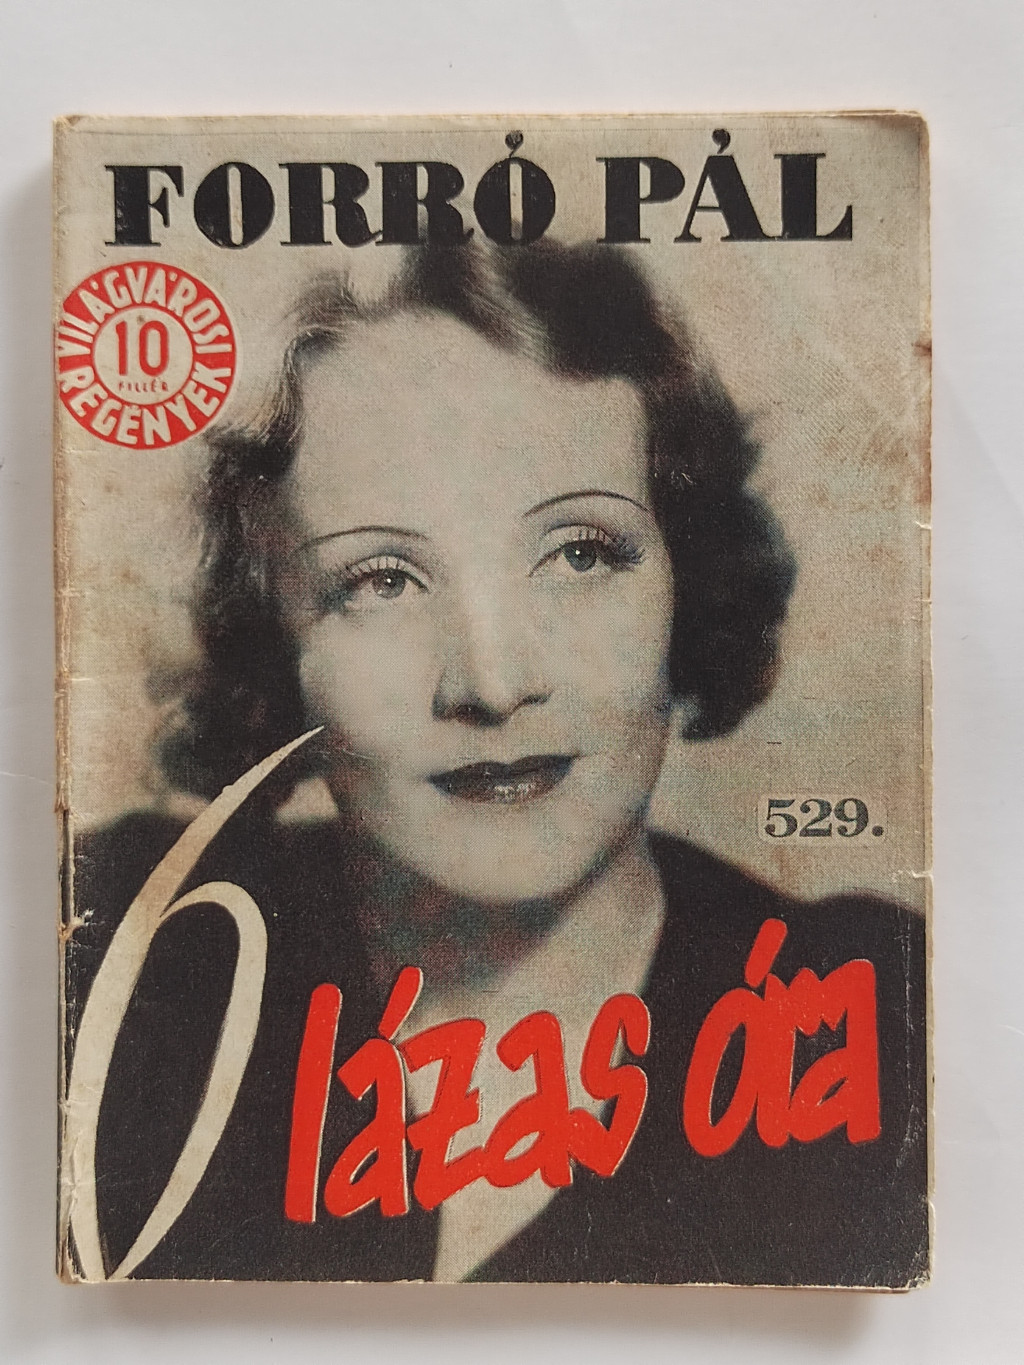 FORRÓ PÁL
VILÁGVÁROSI
10
FILLÉR
REGÉNYEK
529.
6 lázas óra